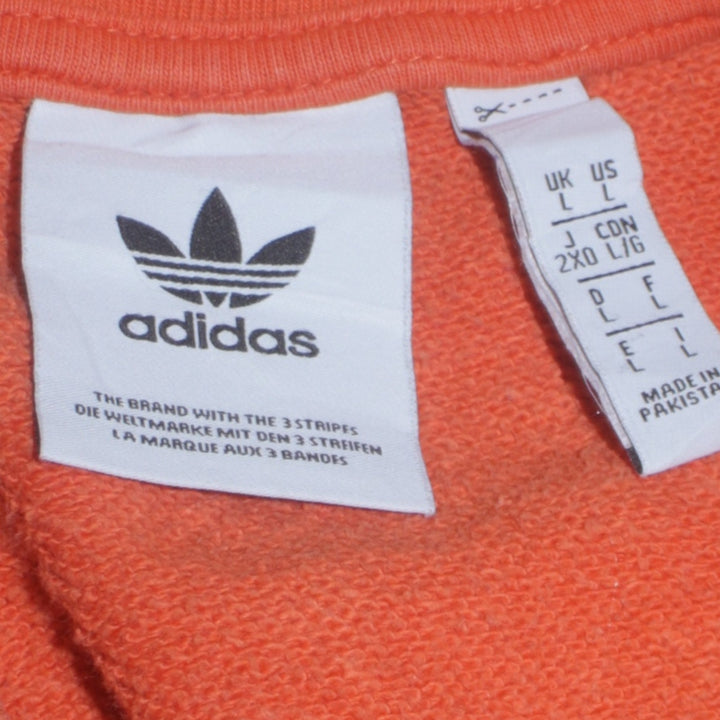 adidas
THE BRAND WITH THE 3 STRIPES
DIE WELTMARKE MIT DEN 3 STREIFEN
LA MARQUE AUX 3 BANDES
UK US
L L
J CDN
2XO L/G
D F
L L
E I
L L
MADE IN
PAKISTA